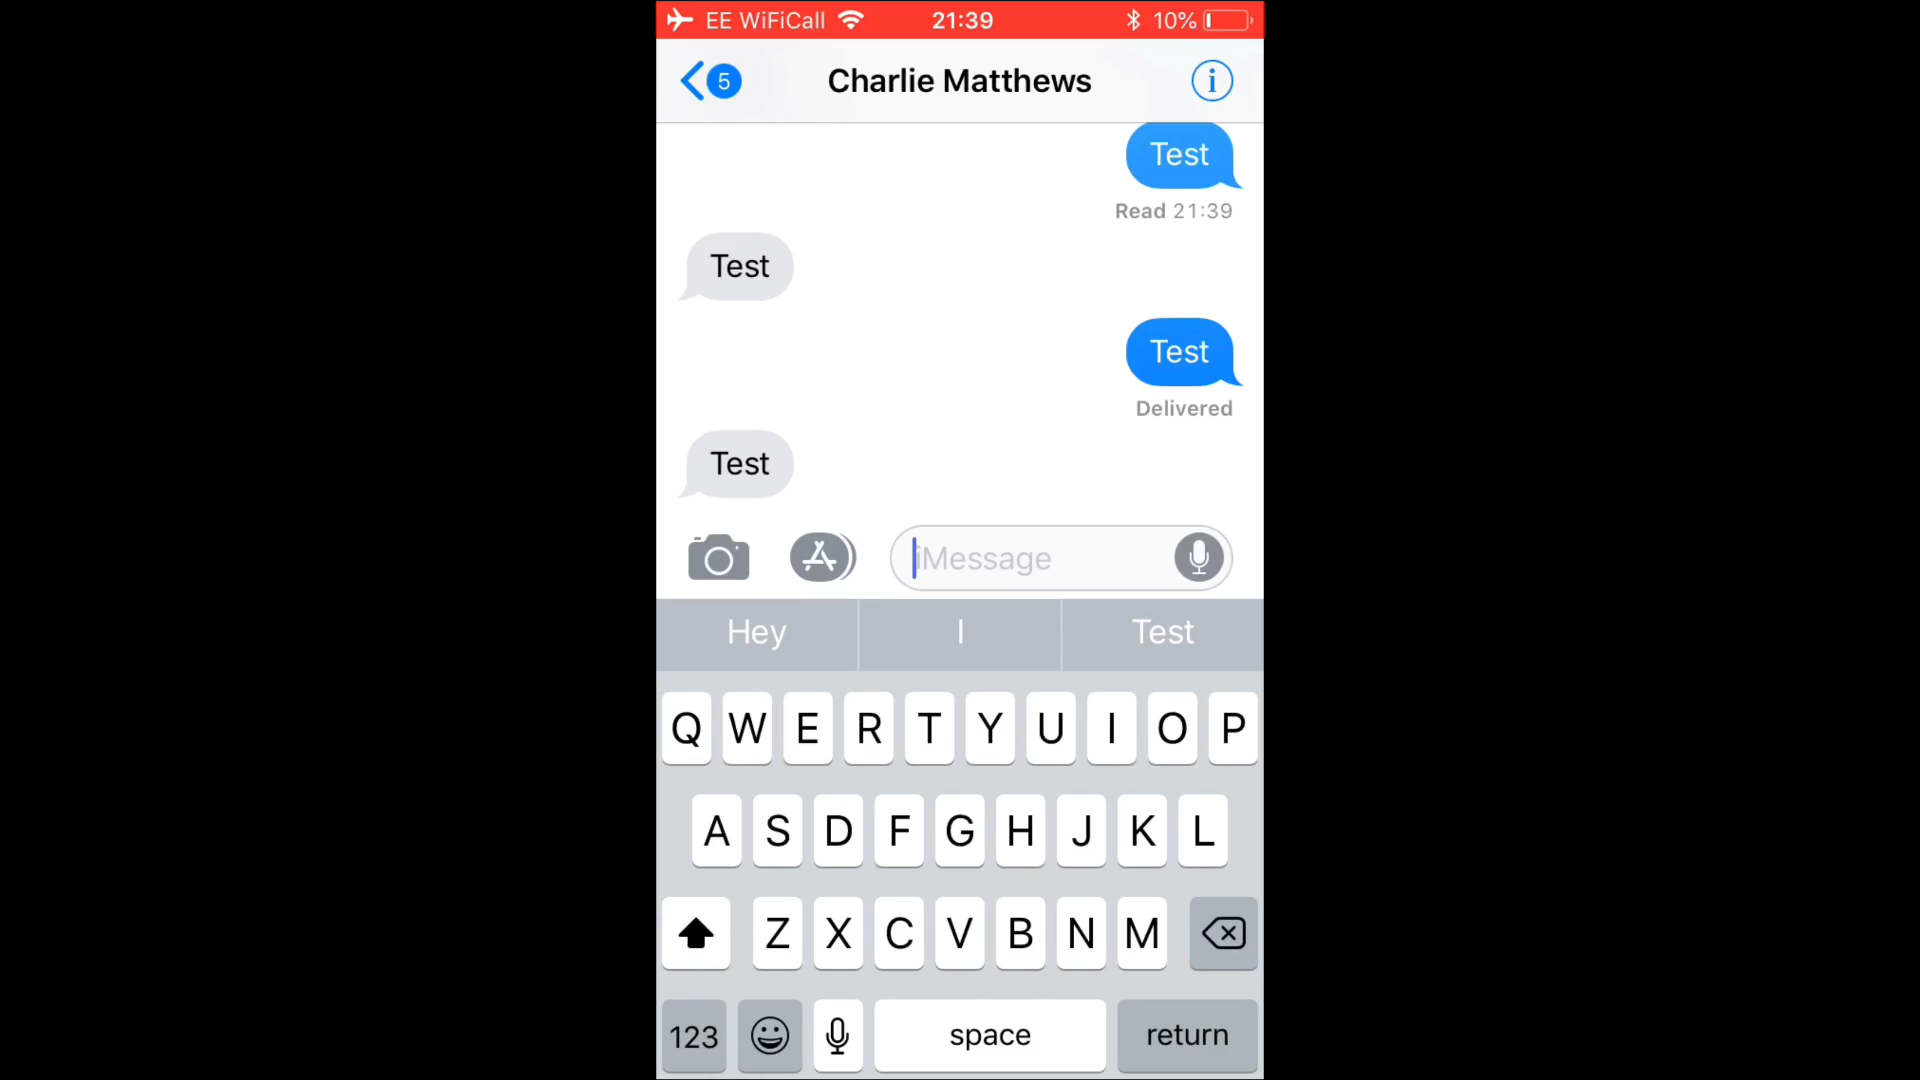 EE WiFiCall 21:39 10%
5 Charlie Matthews i
Test
Read 21:39
Test
Test
Delivered
Test
iMessage
Hey I Test
Q W E R T Y U I O P
A S D F G H J K L
Z X C V B N M
123 space return